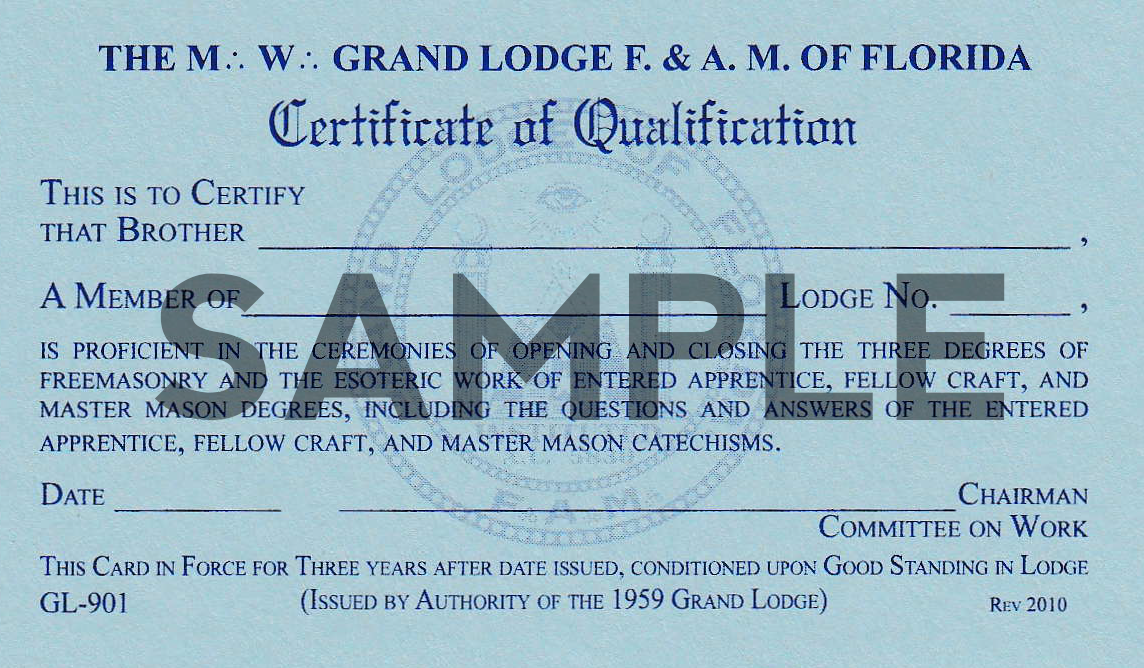 THE M∴ W∴ GRAND LODGE F. & A. M. OF FLORIDA
Certificate of Qualification
THIS IS TO CERTIFY
THAT BROTHER ,
A MEMBER OF LODGE NO. ,
SAMPLE
IS PROFICIENT IN THE CEREMONIES OF OPENING AND CLOSING THE THREE DEGREES OF
FREEMASONRY AND THE ESOTERIC WORK OF ENTERED APPRENTICE, FELLOW CRAFT, AND
MASTER MASON DEGREES, INCLUDING THE QUESTIONS AND ANSWERS OF THE ENTERED
APPRENTICE, FELLOW CRAFT, AND MASTER MASON CATECHISMS.
DATE CHAIRMAN
COMMITTEE ON WORK
THIS CARD IN FORCE FOR THREE YEARS AFTER DATE ISSUED, CONDITIONED UPON GOOD STANDING IN LODGE
GL-901 (ISSUED BY AUTHORITY OF THE 1959 GRAND LODGE) REV 2010
LODGE OF FLORIDA
F. & A. M.